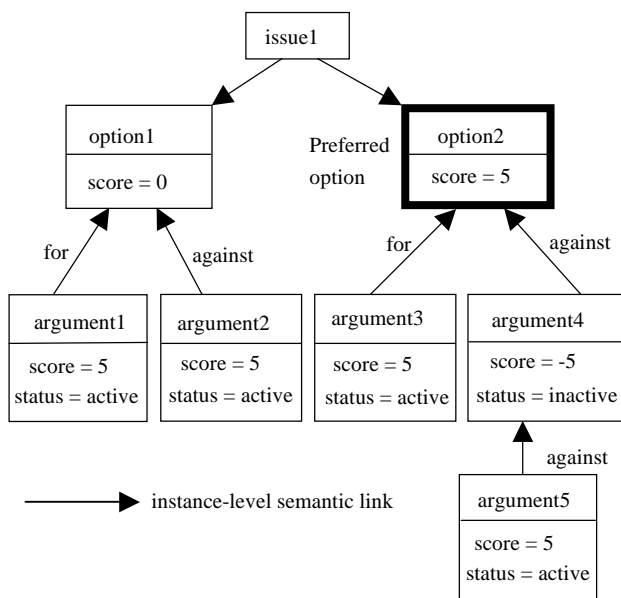 issue1
option1
score = 0
Preferred
option
option2
score = 5
for
against
for
against
argument1
score = 5
status = active
argument2
score = 5
status = active
argument3
score = 5
status = active
argument4
score = -5
status = inactive
against
instance-level semantic link
argument5
score = 5
status = active